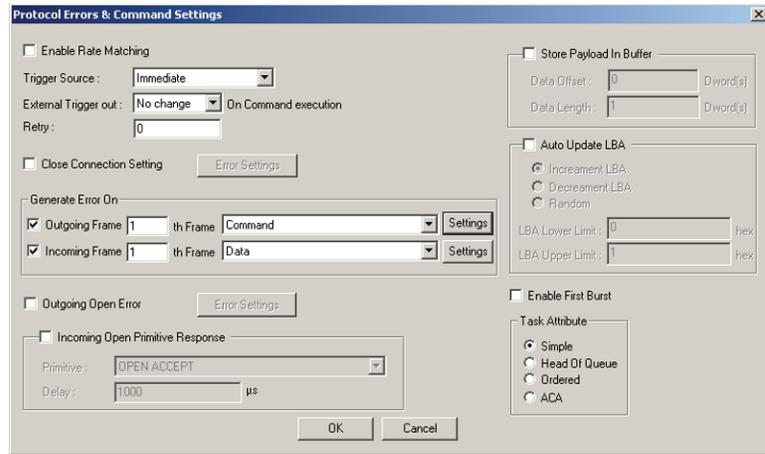 Protocol Errors & Command Settings
Enable Rate Matching
Trigger Source : Immediate
External Trigger out : No change On Command execution
Retry : 0
Close Connection Setting Error Settings
Generate Error On
Outgoing Frame 1 th Frame Command Settings
Incoming Frame 1 th Frame Data Settings
Outgoing Open Error Error Settings
Incoming Open Primitive Response
Primitive : OPEN ACCEPT
Delay : 1000 µs
Store Payload In Buffer
Data Offset : 0 Dword(s)
Data Length : 1 Dword(s)
Auto Update LBA
Increament LBA
Decreament LBA
Random
LBA Lower Limit : 0 hex
LBA Upper Limit : 1 hex
Enable First Burst
Task Attribute
Simple
Head Of Queue
Ordered
ACA
OK Cancel